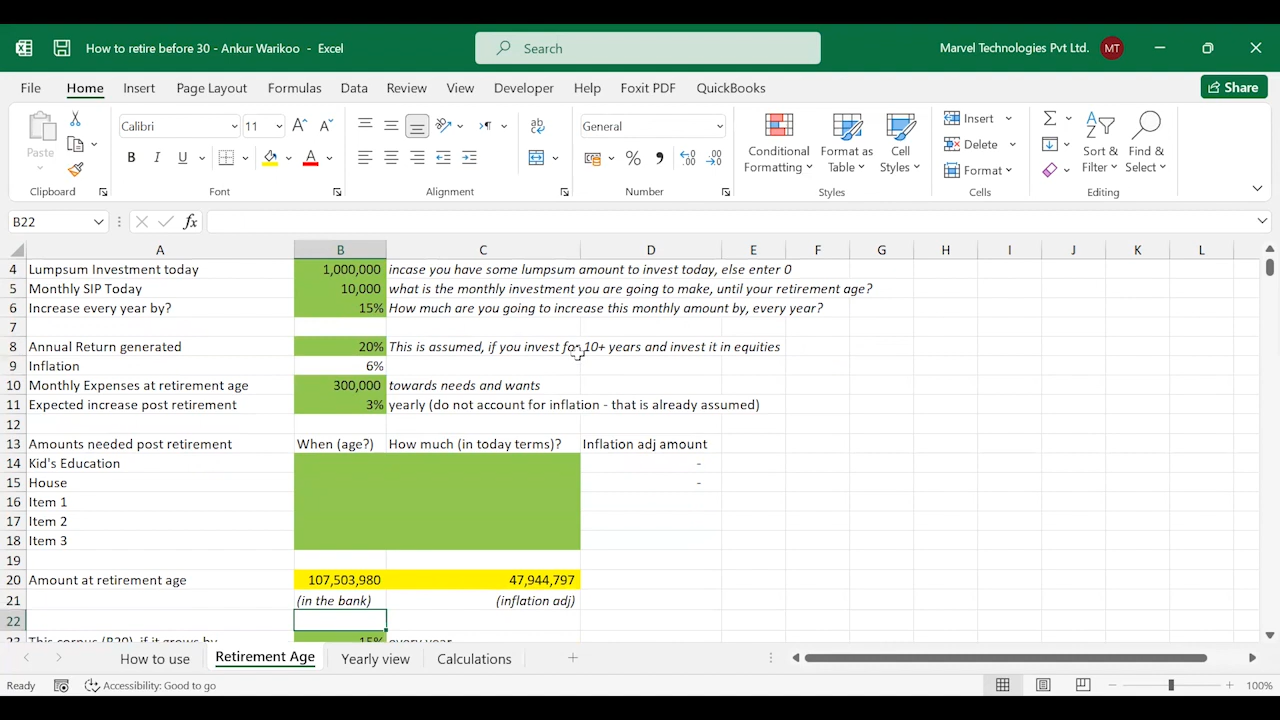 How to retire before 30 - Ankur Warikoo - Excel
Search
Marvel Technologies Pvt Ltd. MT
File Home Insert Page Layout Formulas Data Review View Developer Help Foxit PDF QuickBooks Share
Paste
Calibri 11
B I U
General
Conditional Formatting
Format as Table
Cell Styles
Insert
Delete
Format
Sort & Filter
Find & Select
Clipboard Font Alignment Number Styles Cells Editing
B22 fx
A B C D E F G H I J K L
4 Lumpsum Investment today 1,000,000 incase you have some lumpsum amount to invest today, else enter 0
5 Monthly SIP Today 10,000 what is the monthly investment you are going to make, until your retirement age?
6 Increase every year by? 15% How much are you going to increase this monthly amount by, every year?
7
8 Annual Return generated 20% This is assumed, if you invest for 10+ years and invest it in equities
9 Inflation 6%
10 Monthly Expenses at retirement age 300,000 towards needs and wants
11 Expected increase post retirement 3% yearly (do not account for inflation - that is already assumed)
12
13 Amounts needed post retirement When (age?) How much (in today terms)? Inflation adj amount
14 Kid's Education -
15 House -
16 Item 1
17 Item 2
18 Item 3
19
20 Amount at retirement age 107,503,980 47,944,797
21 (in the bank) (inflation adj)
22
23 This corpus (B20), if it grows by 15% every year
How to use Retirement Age Yearly view Calculations
Ready Accessibility: Good to go 100%